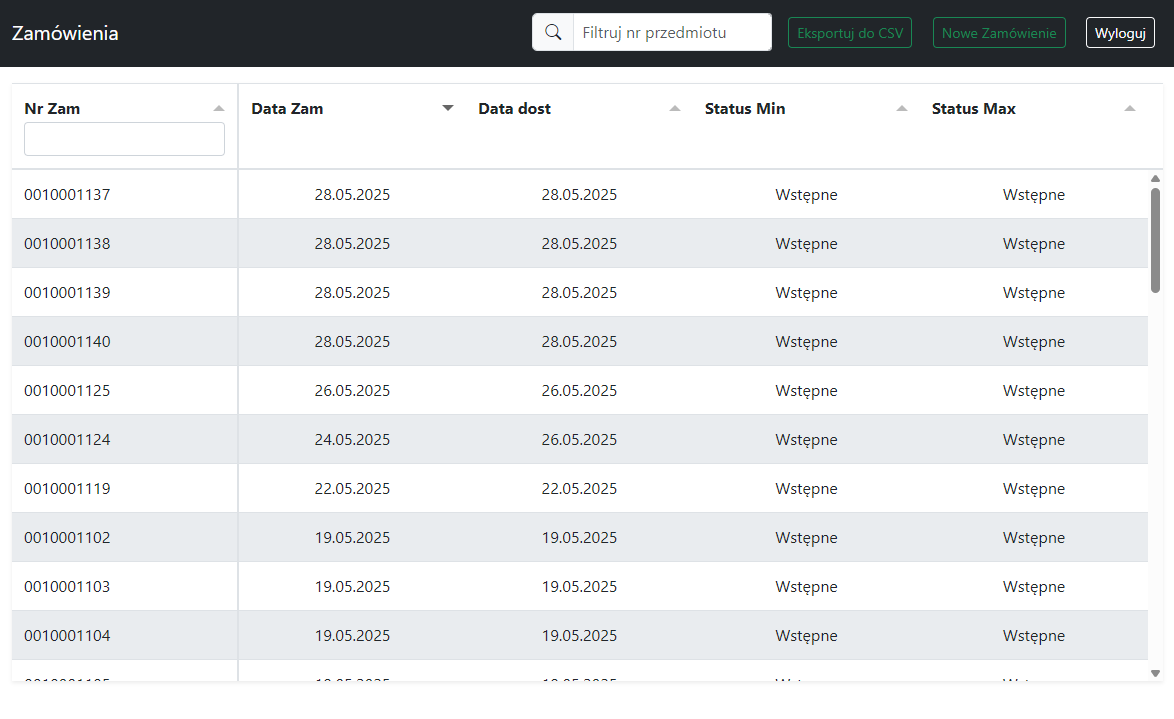 Zamówienia Filtruj nr przedmiotu Eksportuj do CSV Nowe Zamówienie Wyloguj
Nr Zam Data Zam Data dost Status Min Status Max
0010001137 28.05.2025 28.05.2025 Wstępne Wstępne
0010001138 28.05.2025 28.05.2025 Wstępne Wstępne
0010001139 28.05.2025 28.05.2025 Wstępne Wstępne
0010001140 28.05.2025 28.05.2025 Wstępne Wstępne
0010001125 26.05.2025 26.05.2025 Wstępne Wstępne
0010001124 24.05.2025 26.05.2025 Wstępne Wstępne
0010001119 22.05.2025 22.05.2025 Wstępne Wstępne
0010001102 19.05.2025 19.05.2025 Wstępne Wstępne
0010001103 19.05.2025 19.05.2025 Wstępne Wstępne
0010001104 19.05.2025 19.05.2025 Wstępne Wstępne